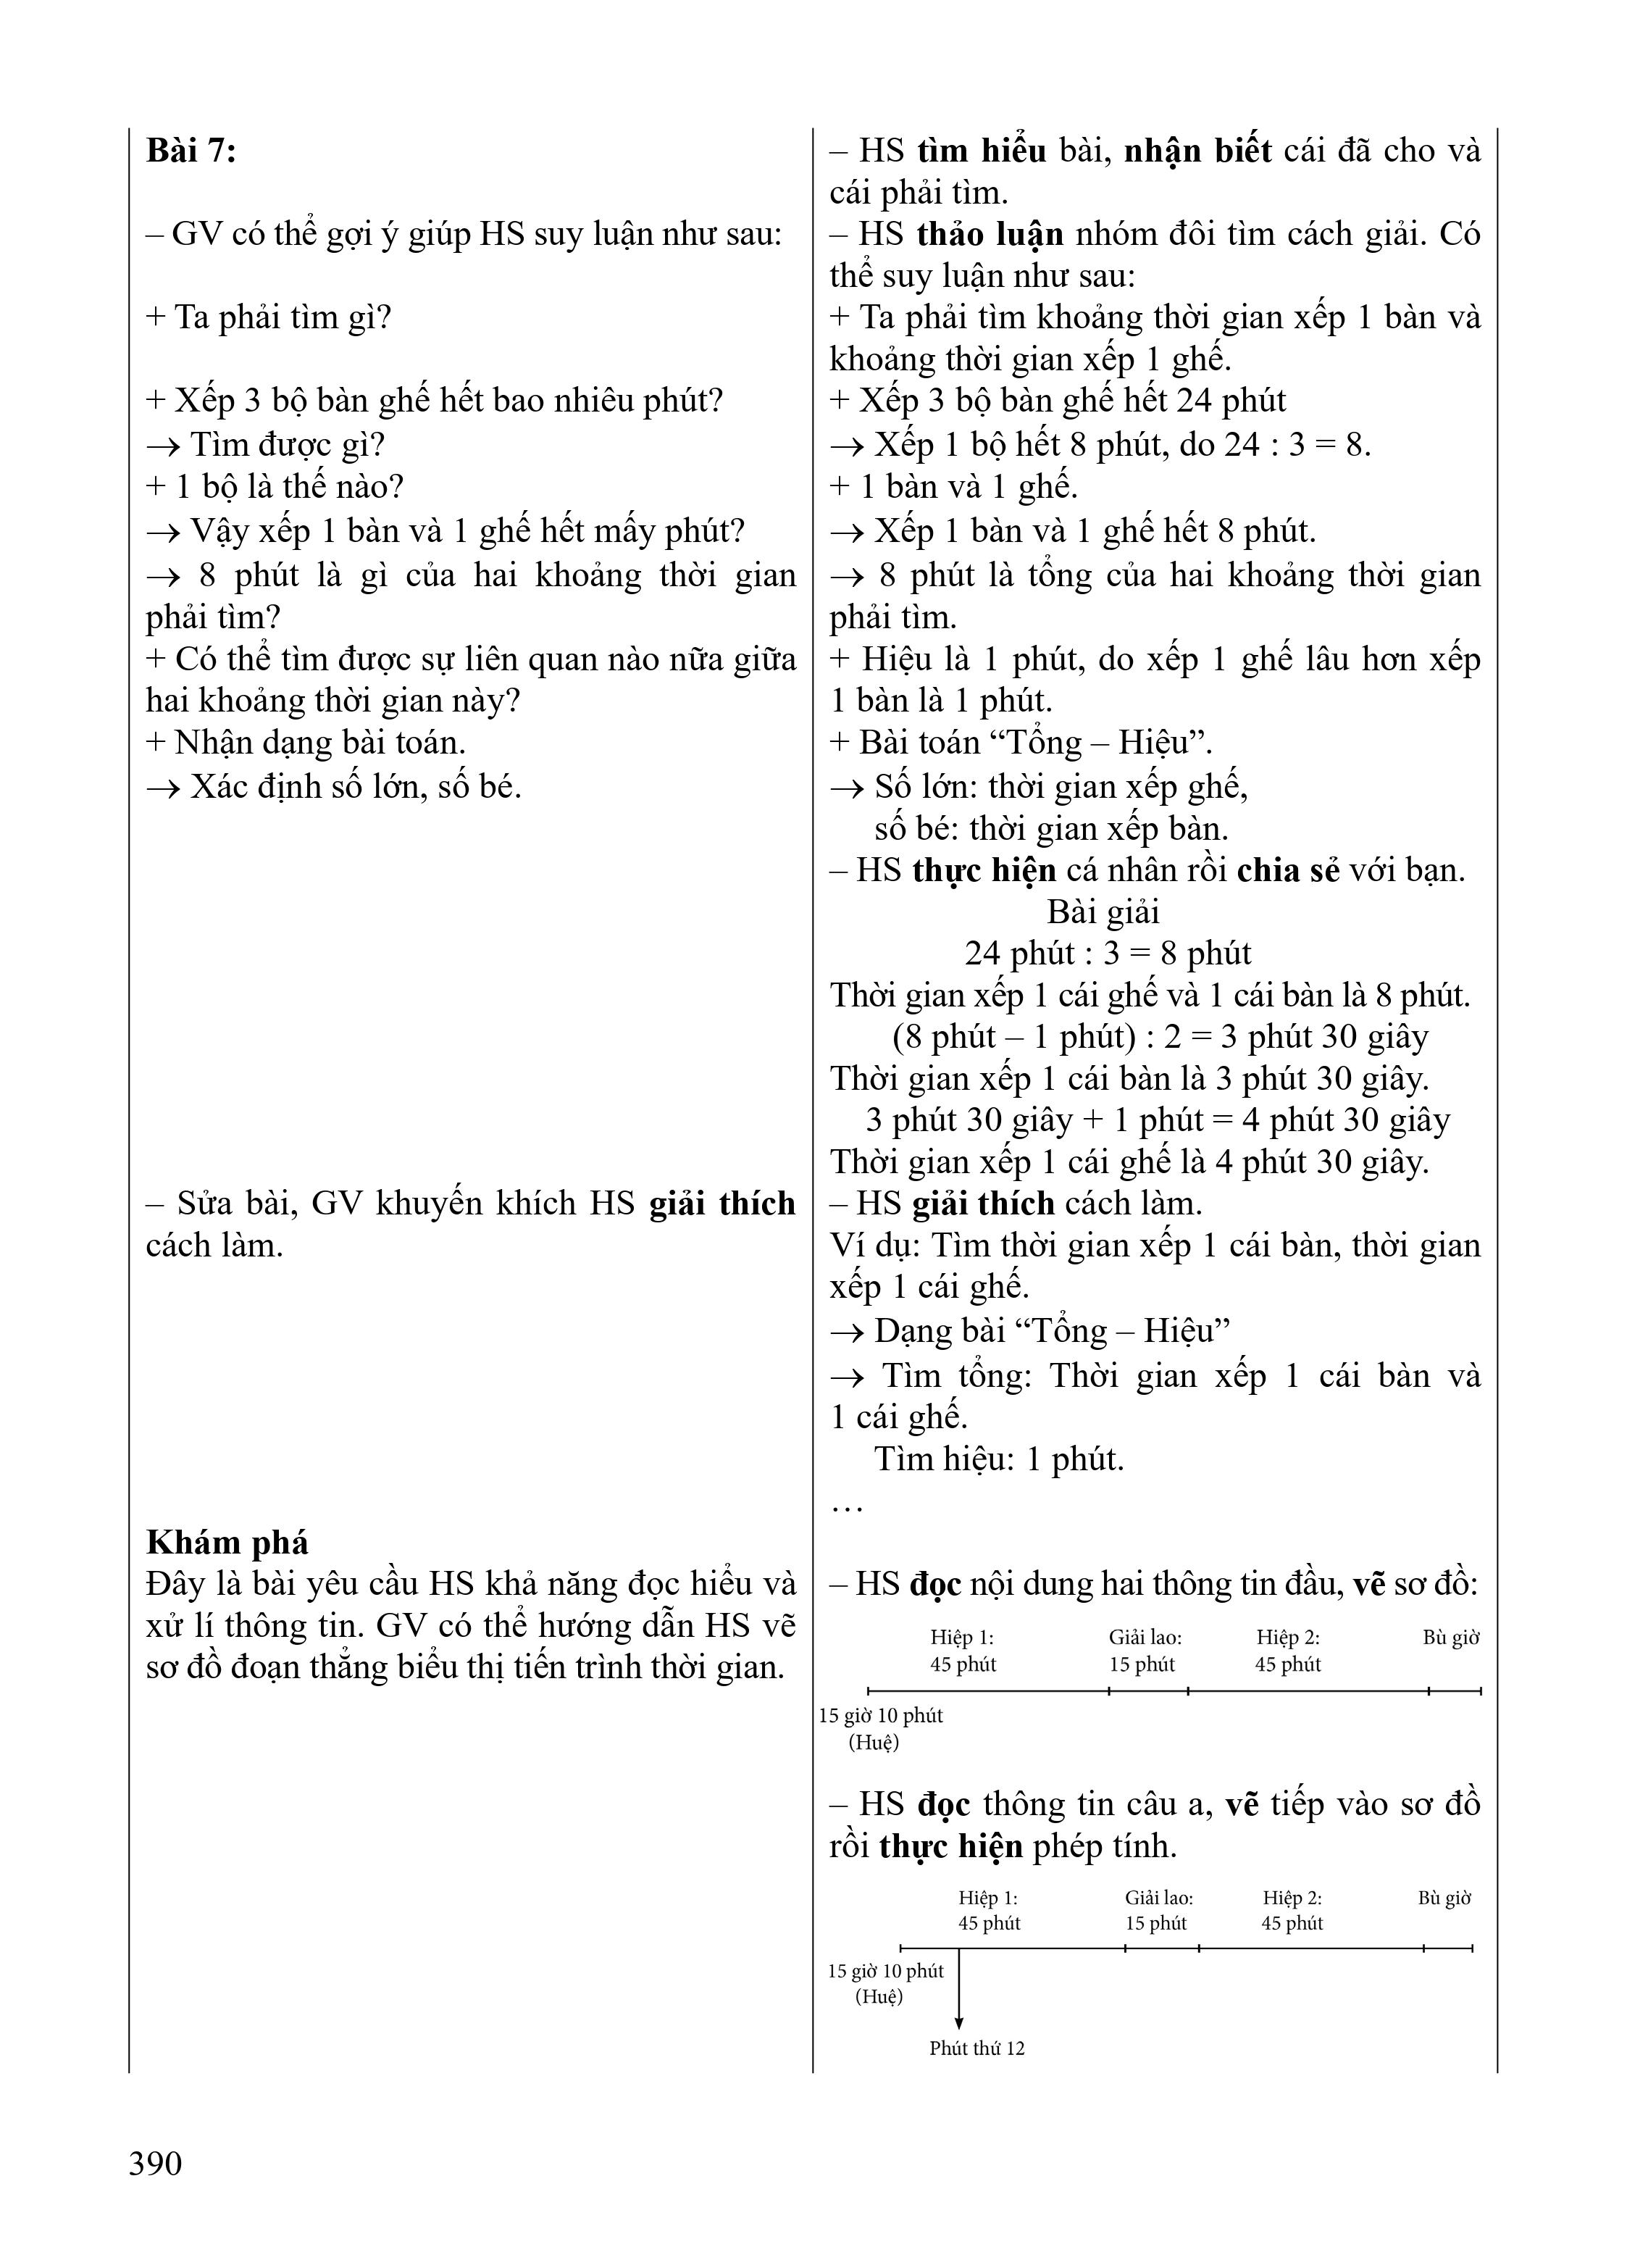 Bài 7:
– GV có thể gợi ý giúp HS suy luận như sau:
+ Ta phải tìm gì?
+ Xếp 3 bộ bàn ghế hết bao nhiêu phút?
→ Tìm được gì?
+ 1 bộ là thế nào?
→ Vậy xếp 1 bàn và 1 ghế hết mấy phút?
→ 8 phút là gì của hai khoảng thời gian
phải tìm?
+ Có thể tìm được sự liên quan nào nữa giữa
hai khoảng thời gian này?
+ Nhận dạng bài toán.
→ Xác định số lớn, số bé.
– Sửa bài, GV khuyến khích HS giải thích
cách làm.
Khám phá
Đây là bài yêu cầu HS khả năng đọc hiểu và
xử lí thông tin. GV có thể hướng dẫn HS vẽ
sơ đồ đoạn thẳng biểu thị tiến trình thời gian.
– HS tìm hiểu bài, nhận biết cái đã cho và
cái phải tìm.
– HS thảo luận nhóm đôi tìm cách giải. Có
thể suy luận như sau:
+ Ta phải tìm khoảng thời gian xếp 1 bàn và
khoảng thời gian xếp 1 ghế.
+ Xếp 3 bộ bàn ghế hết 24 phút
→ Xếp 1 bộ hết 8 phút, do 24 : 3 = 8.
+ 1 bàn và 1 ghế.
→ Xếp 1 bàn và 1 ghế hết 8 phút.
→ 8 phút là tổng của hai khoảng thời gian
phải tìm.
+ Hiệu là 1 phút, do xếp 1 ghế lâu hơn xếp
1 bàn là 1 phút.
+ Bài toán “Tổng – Hiệu”.
→ Số lớn: thời gian xếp ghế,
số bé: thời gian xếp bàn.
– HS thực hiện cá nhân rồi chia sẻ với bạn.
Bài giải
24 phút : 3 = 8 phút
Thời gian xếp 1 cái ghế và 1 cái bàn là 8 phút.
(8 phút – 1 phút) : 2 = 3 phút 30 giây
Thời gian xếp 1 cái bàn là 3 phút 30 giây.
3 phút 30 giây + 1 phút = 4 phút 30 giây
Thời gian xếp 1 cái ghế là 4 phút 30 giây.
– HS giải thích cách làm.
Ví dụ: Tìm thời gian xếp 1 cái bàn, thời gian
xếp 1 cái ghế.
→ Dạng bài “Tổng – Hiệu”
→ Tìm tổng: Thời gian xếp 1 cái bàn và
1 cái ghế.
Tìm hiệu: 1 phút.
…
– HS đọc nội dung hai thông tin đầu, vẽ sơ đồ:
Hiệp 1: Giải lao: Hiệp 2: Bù giờ
45 phút 15 phút 45 phút
15 giờ 10 phút
(Huệ)
– HS đọc thông tin câu a, vẽ tiếp vào sơ đồ
rồi thực hiện phép tính.
Hiệp 1: Giải lao: Hiệp 2: Bù giờ
45 phút 15 phút 45 phút
15 giờ 10 phút
(Huệ)
Phút thứ 12
390